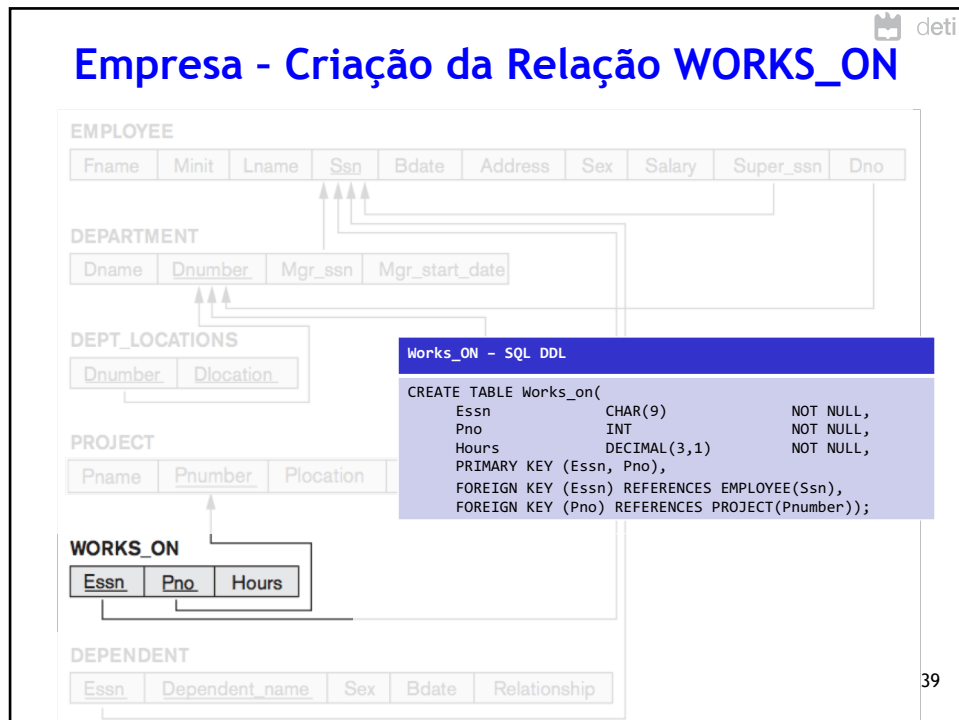 deti
Empresa – Criação da Relação WORKS_ON
EMPLOYEE
Fname Minit Lname Ssn Bdate Address Sex Salary Super_ssn Dno
DEPARTMENT
Dname Dnumber Mgr_ssn Mgr_start_date
DEPT_LOCATIONS
Dnumber Dlocation
Works_ON – SQL DDL
CREATE TABLE Works_on(
Essn CHAR(9) NOT NULL,
Pno INT NOT NULL,
Hours DECIMAL(3,1) NOT NULL,
PRIMARY KEY (Essn, Pno),
FOREIGN KEY (Essn) REFERENCES EMPLOYEE(Ssn),
FOREIGN KEY (Pno) REFERENCES PROJECT(Pnumber));
PROJECT
Pname Pnumber Plocation
WORKS_ON
Essn Pno Hours
DEPENDENT
Essn Dependent_name Sex Bdate Relationship
39